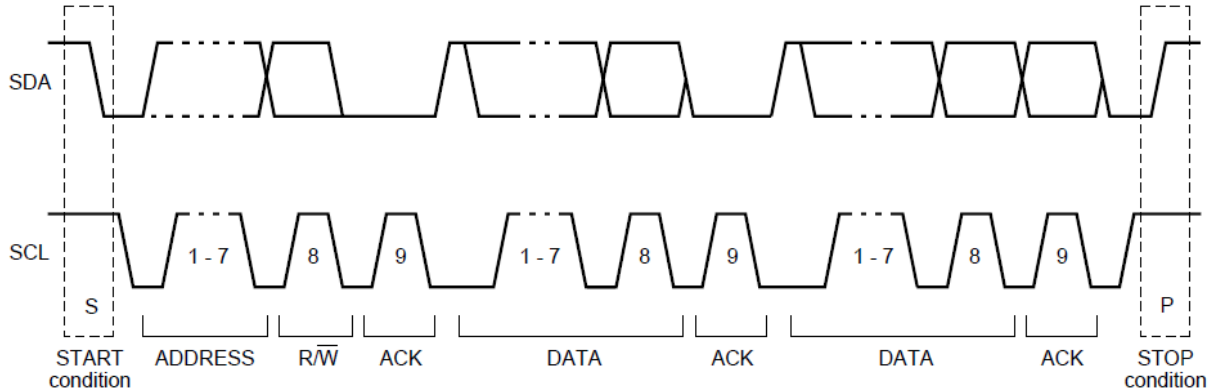 SDA
SCL
1 - 7 8 9 1 - 7 8 9 1 - 7 8 9
S P
START ADDRESS R/W̅ ACK DATA ACK DATA ACK STOP
condition condition